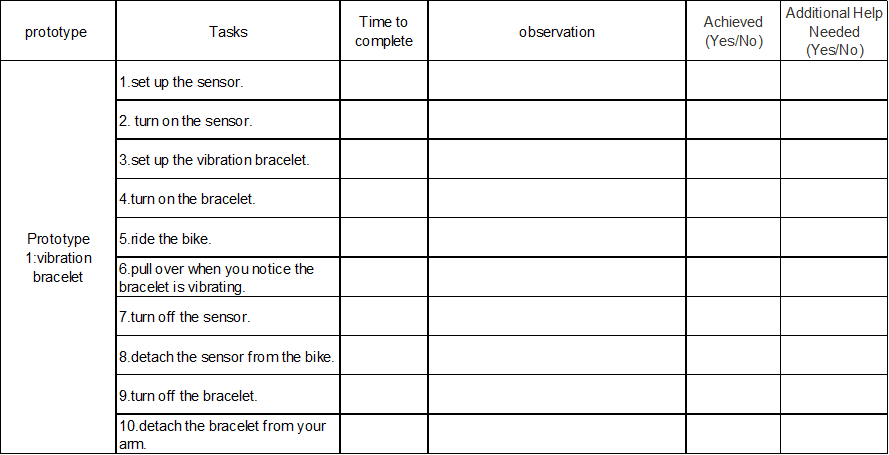 prototype
Tasks
Time to
complete
observation
Achieved
(Yes/No)
Additional Help
Needed
(Yes/No)
Prototype
1:vibration
bracelet
1.set up the sensor.
2. turn on the sensor.
3.set up the vibration bracelet.
4.turn on the bracelet.
5.ride the bike.
6.pull over when you notice the
bracelet is vibrating.
7.turn off the sensor.
8.detach the sensor from the bike.
9.turn off the bracelet.
10.detach the bracelet from your
arm.